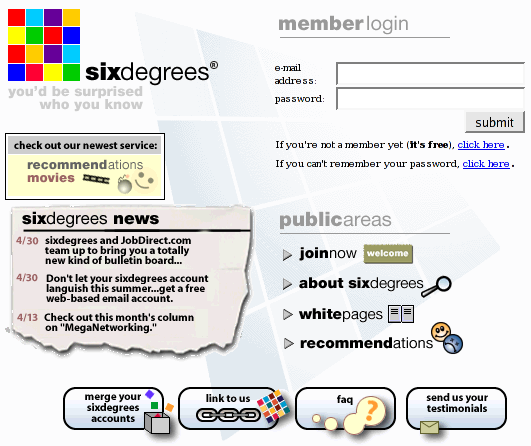 sixdegrees®
you'd be surprised
who you know
memberlogin
e-mail
address:
password:
submit
If you're not a member yet (it's free), click here .
If you can't remember your password, click here .
check out our newest service:
recommendations
movies
sixdegrees news
4/30 sixdegrees and JobDirect.com
team up to bring you a totally
new kind of bulletin board...
4/30 Don't let your sixdegrees account
languish this summer...get a free
web-based email account.
4/13 Check out this month's column
on "MegaNetworking."
publicareas
joinnow welcome
about sixdegrees
whitepages
recommendations
merge your
sixdegrees
accounts
link to us
faq
?
send us your
testimonials